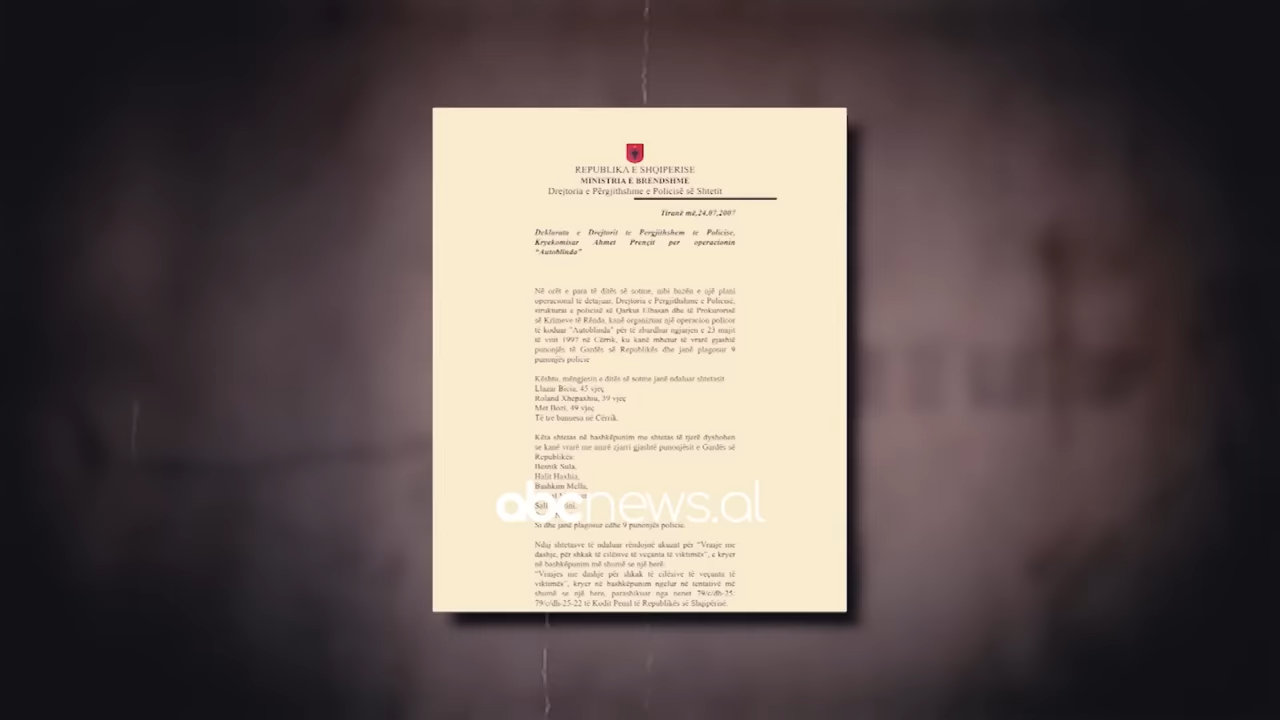 REPUBLIKA E SHQIPERISE
MINISTRIA E BRENDSHME
Drejtoria e Përgjithshme e Policisë së Shtetit
Tiranë më,24.07,2007
Deklarata e Drejtorit te Pergjithshem te Policise,
Kryekomisar Ahmet Prençit per operacionin
"Autoblinda"
Në orët e para të ditës së sotme, mbi bazën e një plani
operacional të detajuar, Drejtoria e Përgjithshme e Policisë,
struktura e policisë së Qarkut Elbasan dhe të Prokurorisë
së Krimeve të Rënda, kanë organizuar një operacion policor
të koduar "Autoblinda" për të zbardhur ngjarjen e 23 majit
të vitit 1997 në Cërrik, ku kanë mbetur të vrarë gjashtë
punonjës të Gardës së Republikës dhe janë plagosur 9
punonjës policie
Kështu, mëngjesin e ditës së sotme janë ndaluar shtetasit
Llazar Bicia, 45 vjeç
Roland Xhepaxhiu, 39 vjeç
Met Bozi, 49 vjeç
Të tre banuesa në Cërrik.
Këta shtetas në bashkëpunim me shtetas të tjerë dyshohen
se kanë vrarë me armë zjarri gjashtë punonjësit e Gardës së
Republikës:
Besnik Sula,
Halit Haxhia,
Bashkim Mella,
abcnews.al
Si dhe janë plagosur edhe 9 punonjës policie.
Ndaj shtetasve të ndaluar rëndojnë akuzat për "Vrasje me
dashje, për shkak të cilësive të veçanta të viktimës", e kryer
në bashkëpunim më shumë se një herë.
"Vrasjes me dashje për shkak të cilësive të veçanta të
viktimës", kryer në bashkëpunim ngelur në tentativë më
shumë se një here, parashikuar nga nenet 79/c/dh-25.
79/c/dh-25-22 të Kodit Penal të Republikës së Shqipërisë.